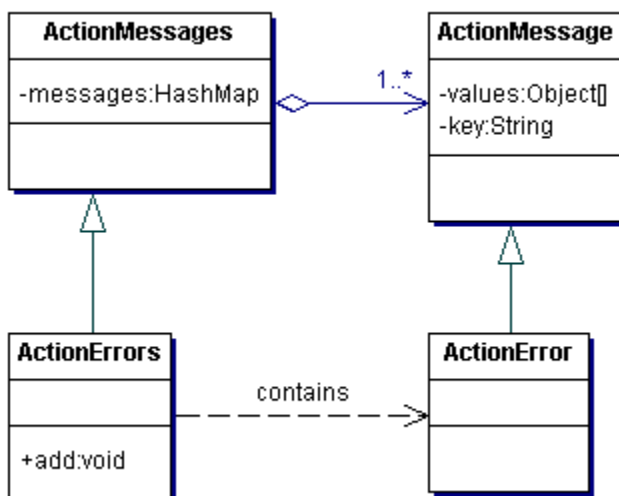 ActionMessages
-messages:HashMap
1..*
ActionMessage
-values:Object[]
-key:String
ActionErrors
+add:void
contains
ActionError